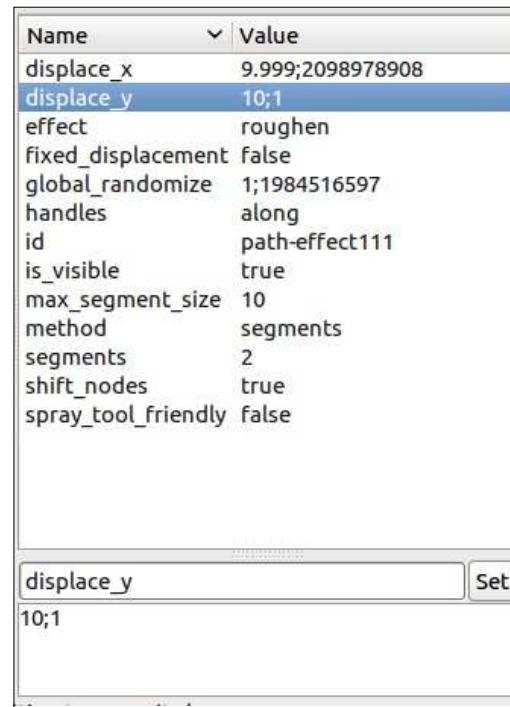 Name Value
displace_x 9.999;2098978908
displace_y 10;1
effect roughen
fixed_displacement false
global_randomize 1;1984516597
handles along
id path-effect111
is_visible true
max_segment_size 10
method segments
segments 2
shift_nodes true
spray_tool_friendly false
displace_y Set
10;1